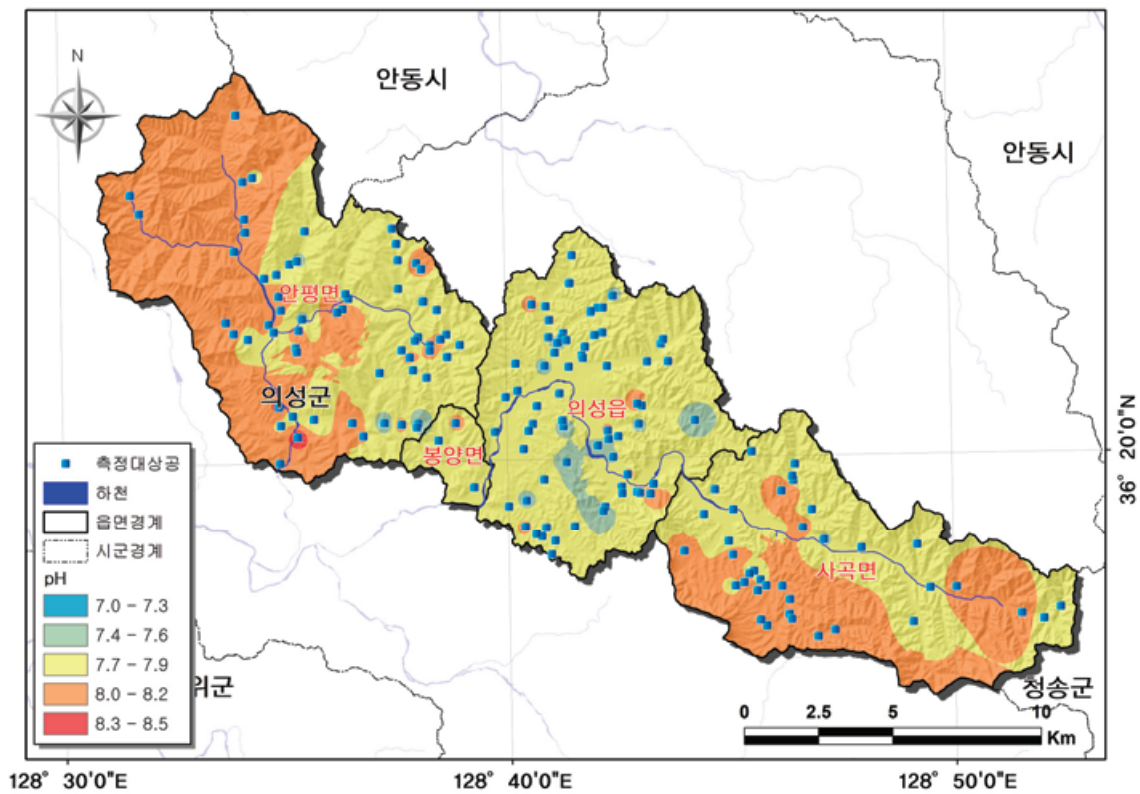 N
안동시
안동시
안평면
의성군
의성읍
봉양면
사곡면
위군
청송군
측정대상공
하천
읍면경계
시군경계
pH
7.0 - 7.3
7.4 - 7.6
7.7 - 7.9
8.0 - 8.2
8.3 - 8.5
0 2.5 5 10
Km
36° 20'0"N
128° 30'0"E 128° 40'0"E 128° 50'0"E